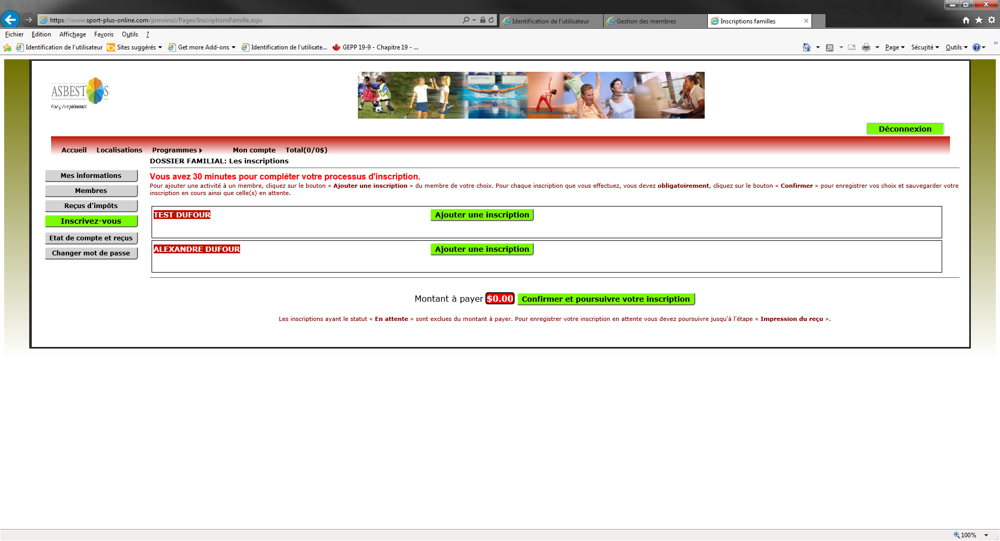 https://www.sport-plus-online.com/prmsinsc/Pages/InscriptionsFamille.aspx
Identification de l'utilisateur
Gestion des membres
Inscriptions familles
Fichier Edition Affichage Favoris Outils ?
Identification de l'utilisateur Sites suggérés Get more Add-ons Identification de l'utilisate... GEPP 19-9 - Chapitre 19 - ...
Page Sécurité Outils
ASBESTOS
Pour y vivre pleinement
Déconnexion
Accueil Localisations Programmes Mon compte Total(0/0$)
DOSSIER FAMILIAL: Les inscriptions
Mes informations
Membres
Reçus d'impôts
Inscrivez-vous
Etat de compte et reçus
Changer mot de passe
Vous avez 30 minutes pour compléter votre processus d'inscription.
Pour ajouter une activité à un membre, cliquez sur le bouton « Ajouter une inscription » du membre de votre choix. Pour chaque inscription que vous effectuez, vous devez obligatoirement, cliquez sur le bouton « Confirmer » pour enregistrer vos choix et sauvegarder votre
inscription en cours ainsi que celle(s) en attente.
TEST DUFOUR Ajouter une inscription
ALEXANDRE DUFOUR Ajouter une inscription
Montant à payer $0.00 Confirmer et poursuivre votre inscription
Les inscriptions ayant le statut « En attente » sont exclues du montant à payer. Pour enregistrer votre inscription en attente vous devez poursuivre jusqu'à l'étape « Impression du reçu ».
100%